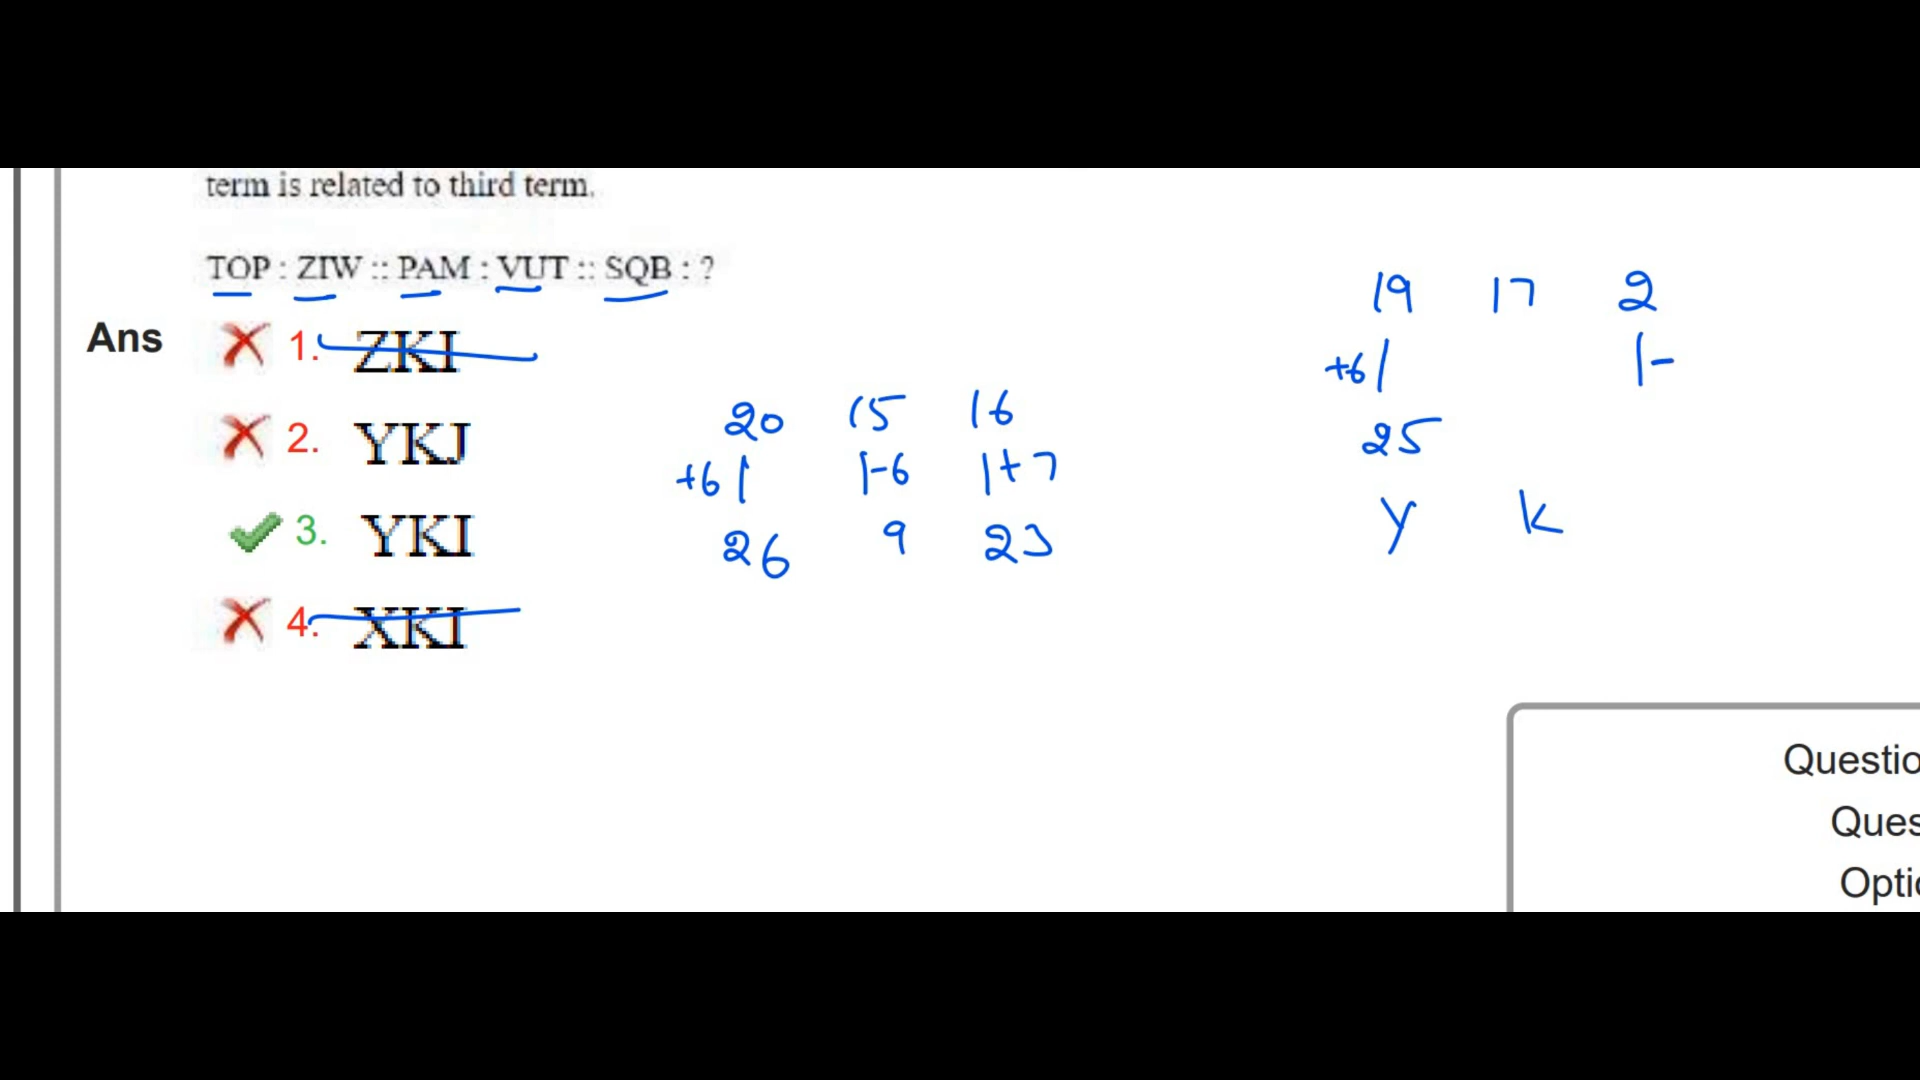 term is related to third term.
TOP : ZIW :: PAM : VUT :: SQB : ?
Ans
1. ZKI
2. YKJ
3. YKI
4. XKI
20 15 16
+6| |-6 |+7
26 9 23
19 17 2
+6| |-
25
Y K
Questio
Ques
Optic